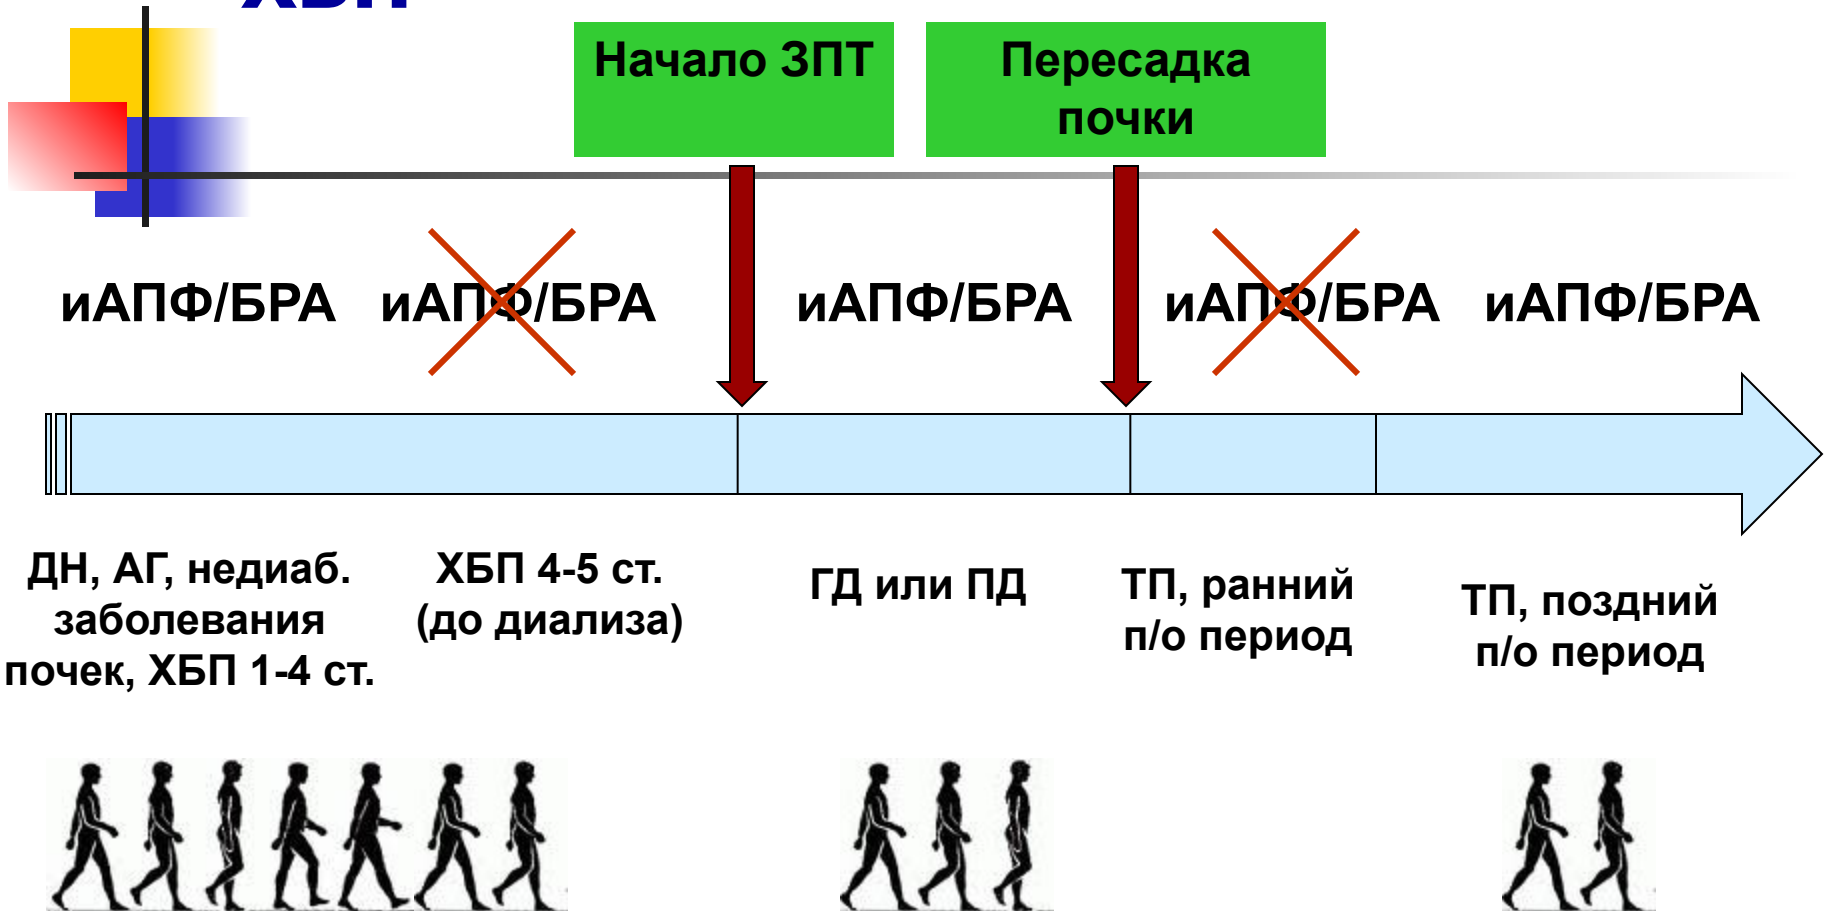 ХБП
Начало ЗПТ
Пересадка
почки
иАПФ/БРА
иАПФ/БРА
иАПФ/БРА
иАПФ/БРА
иАПФ/БРА
ДН, АГ, недиаб.
заболевания
почек, ХБП 1-4 ст.
ХБП 4-5 ст.
(до диализа)
ГД или ПД
ТП, ранний
п/о период
ТП, поздний
п/о период